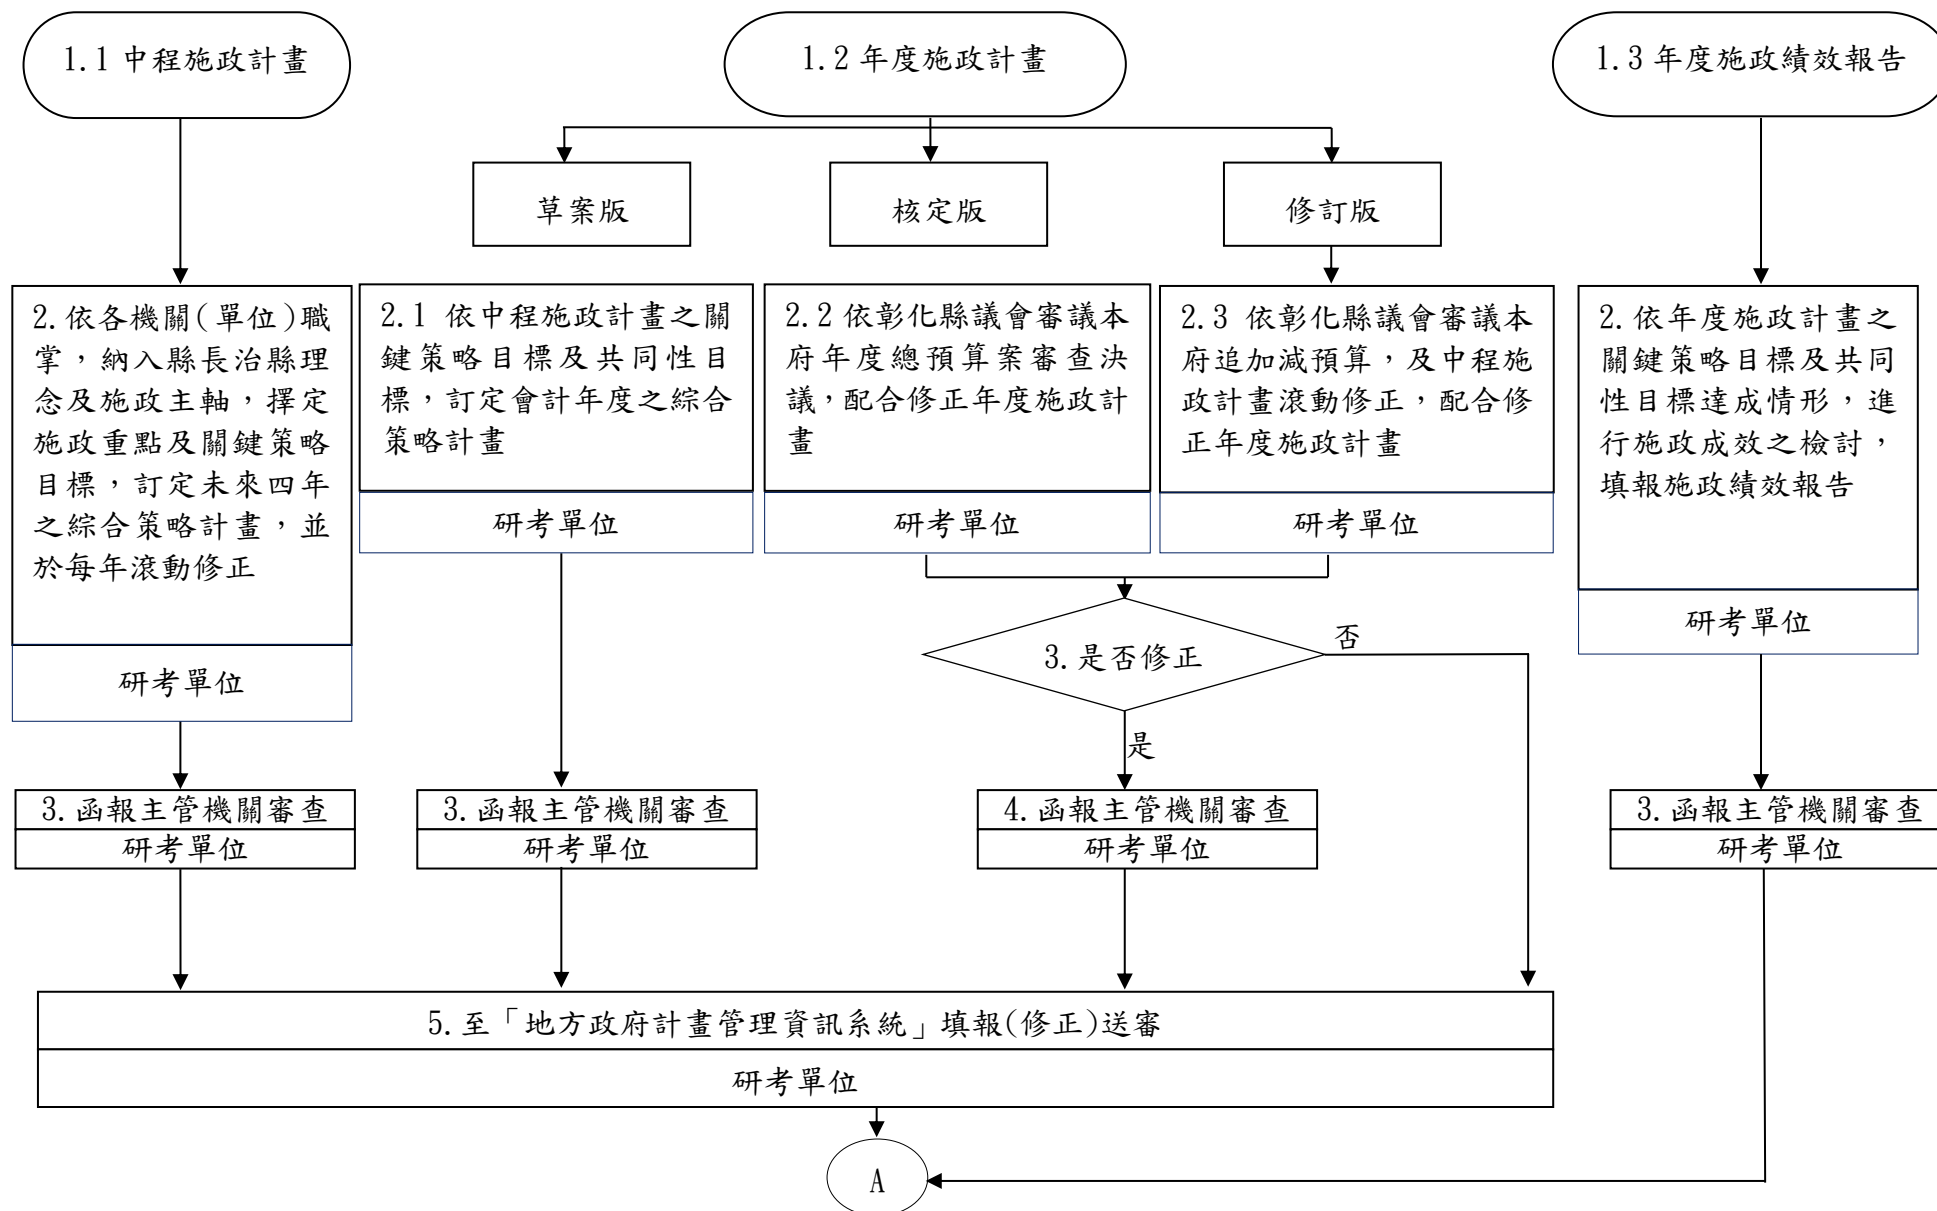 1.1 中程施政計畫
1.2 年度施政計畫
1.3 年度施政績效報告
草案版
核定版
修訂版
2.依各機關(單位)職
掌，納入縣長治縣理
念及施政主軸，擇定
施政重點及關鍵策略
目標，訂定未來四年
之綜合策略計畫，並
於每年滾動修正
研考單位
2.1 依中程施政計畫之關
鍵策略目標及共同性目
標，訂定會計年度之綜合
策略計畫
研考單位
2.2 依彰化縣議會審議本
府年度總預算案審查決
議，配合修正年度施政計
畫
研考單位
2.3 依彰化縣議會審議本
府追加減預算，及中程施
政計畫滾動修正，配合修
正年度施政計畫
研考單位
2.依年度施政計畫之
關鍵策略目標及共同
性目標達成情形，進
行施政成效之檢討，
填報施政績效報告
研考單位
3.是否修正
否
是
3.函報主管機關審查
研考單位
3.函報主管機關審查
研考單位
4.函報主管機關審查
研考單位
3.函報主管機關審查
研考單位
5.至「地方政府計畫管理資訊系統」填報(修正)送審
研考單位
A